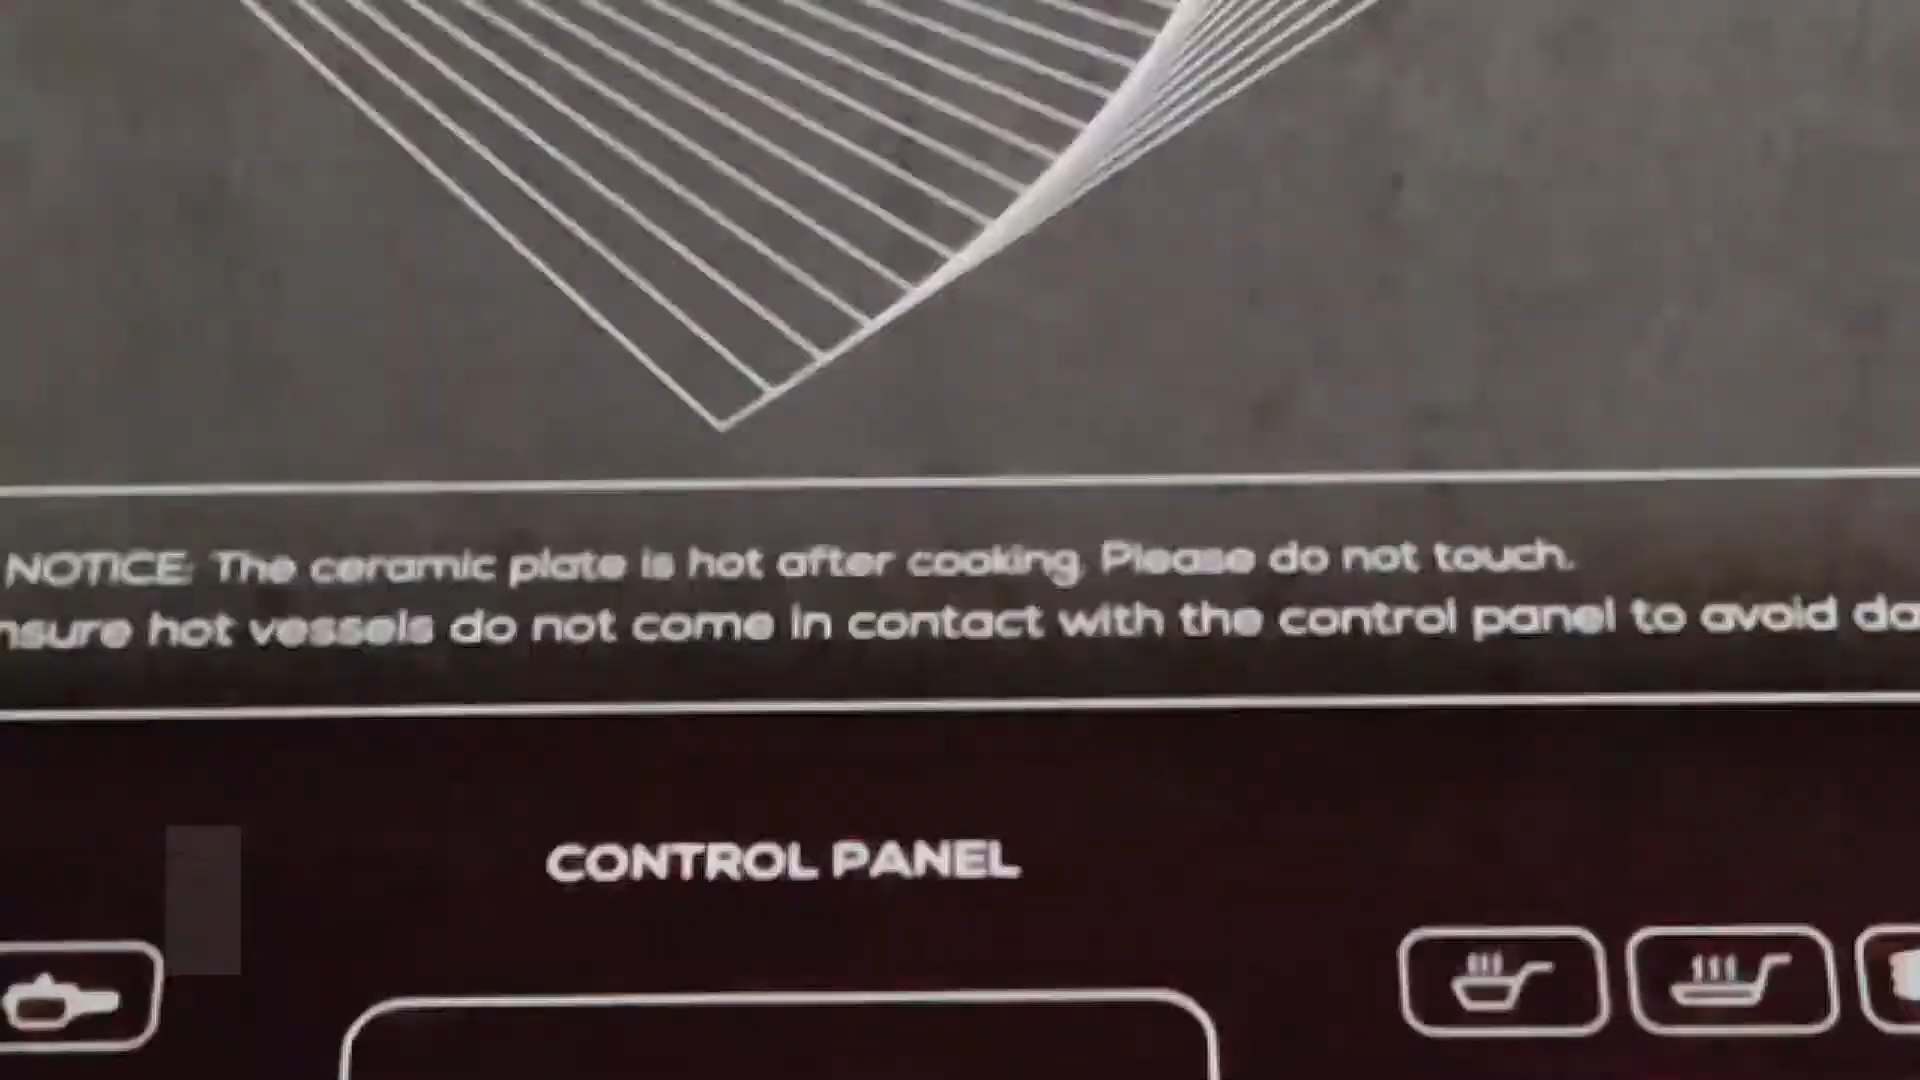 NOTICE: The ceramic plate is hot after cooking. Please do not touch.
nsure hot vessels do not come in contact with the control panel to avoid da
CONTROL PANEL